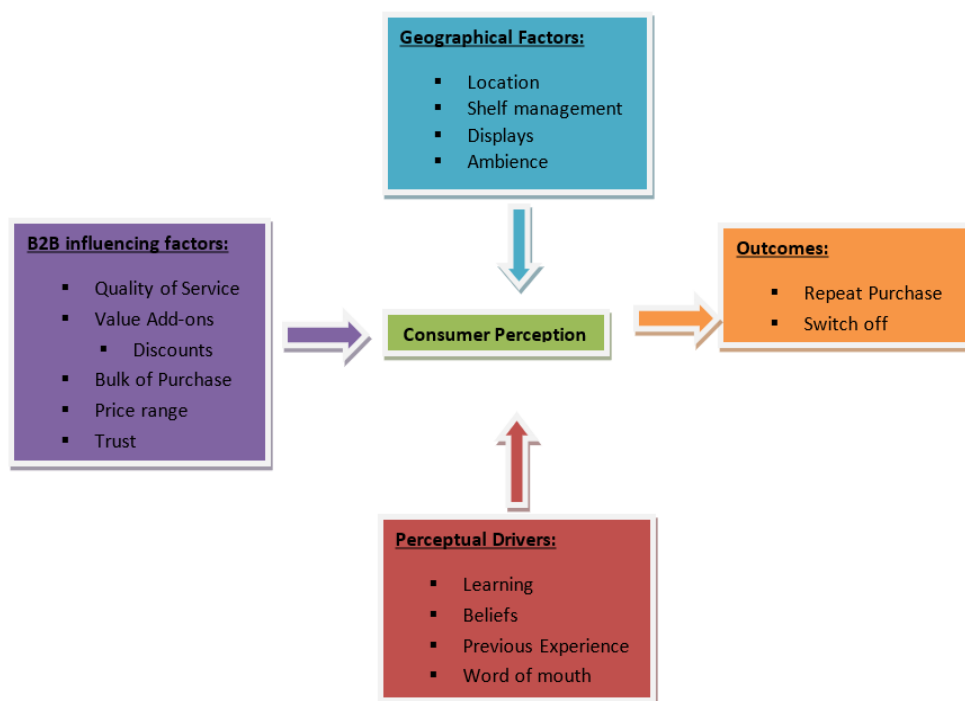 Geographical Factors:
Location
Shelf management
Displays
Ambience
B2B influencing factors:
Quality of Service
Value Add-ons
Discounts
Bulk of Purchase
Price range
Trust
Consumer Perception
Outcomes:
Repeat Purchase
Switch off
Perceptual Drivers:
Learning
Beliefs
Previous Experience
Word of mouth